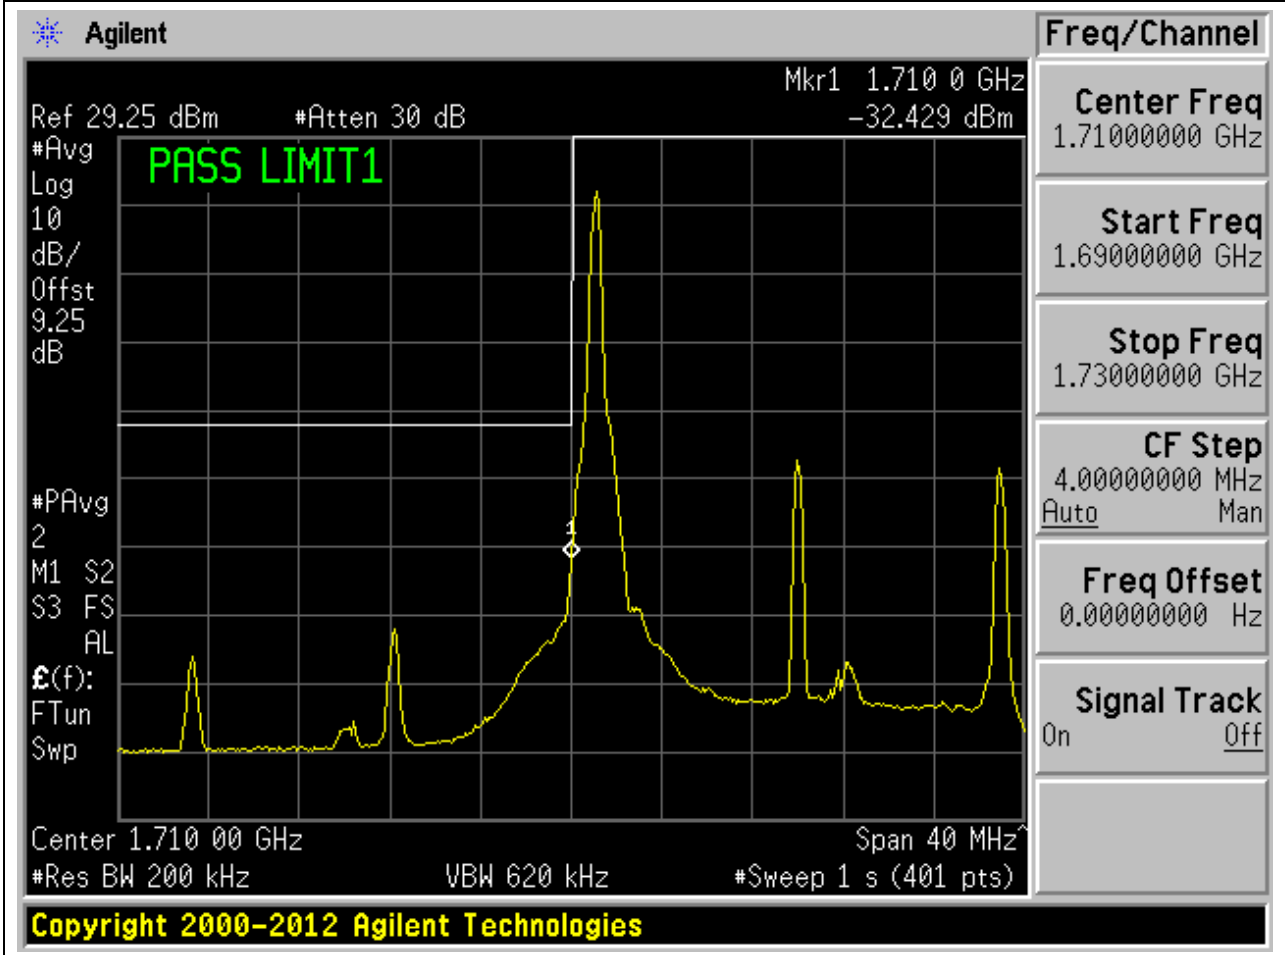 Agilent
Freq/Channel
Mkr1 1.710 0 GHz
Ref 29.25 dBm #Atten 30 dB -32.429 dBm
#Avg
Log
10
dB/
Offst
9.25
dB
PASS LIMIT1
1
#PAvg
2
M1 S2
S3 FS
AL
£(f):
FTun
Swp
Center 1.710 00 GHz Span 40 MHz^
#Res BW 200 kHz VBW 620 kHz #Sweep 1 s (401 pts)
Center Freq
1.71000000 GHz
Start Freq
1.69000000 GHz
Stop Freq
1.73000000 GHz
CF Step
4.00000000 MHz
Auto Man
Freq Offset
0.00000000 Hz
Signal Track
On Off
Copyright 2000-2012 Agilent Technologies